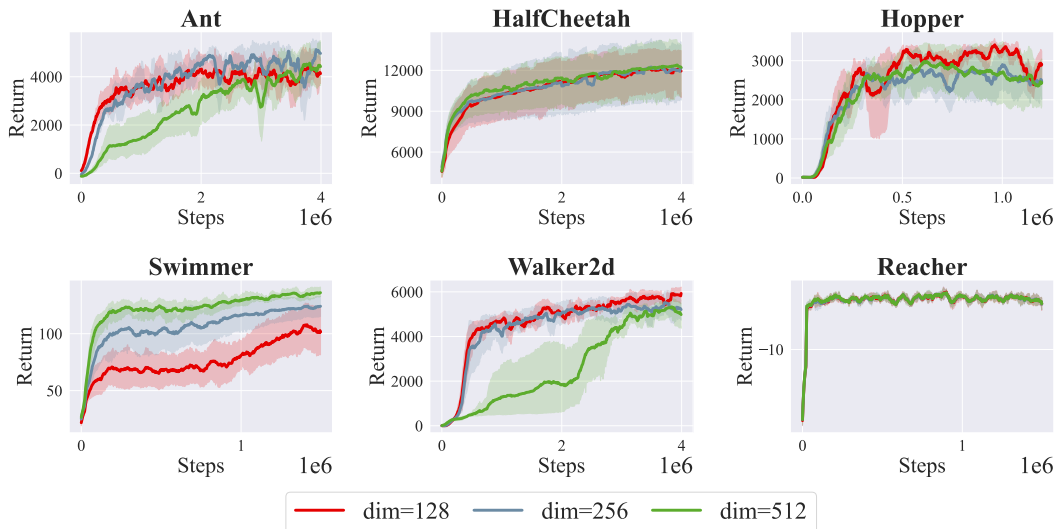 Ant
HalfCheetah
Hopper
Return
4000
2000
0
0
2
4
Steps
1e6
Return
12000
9000
6000
0
2
4
Steps
1e6
Return
3000
2000
1000
0
0.0
0.5
1.0
Steps
1e6
Swimmer
Walker2d
Reacher
Return
100
50
0
1
Steps
1e6
Return
6000
4000
2000
0
0
2
4
Steps
1e6
Return
−10
0
1
Steps
1e6
dim=128
dim=256
dim=512